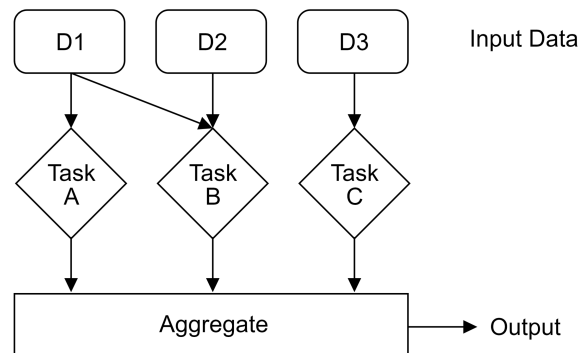 D1
D2
D3
Input Data
Task
A
Task
B
Task
C
Aggregate
Output